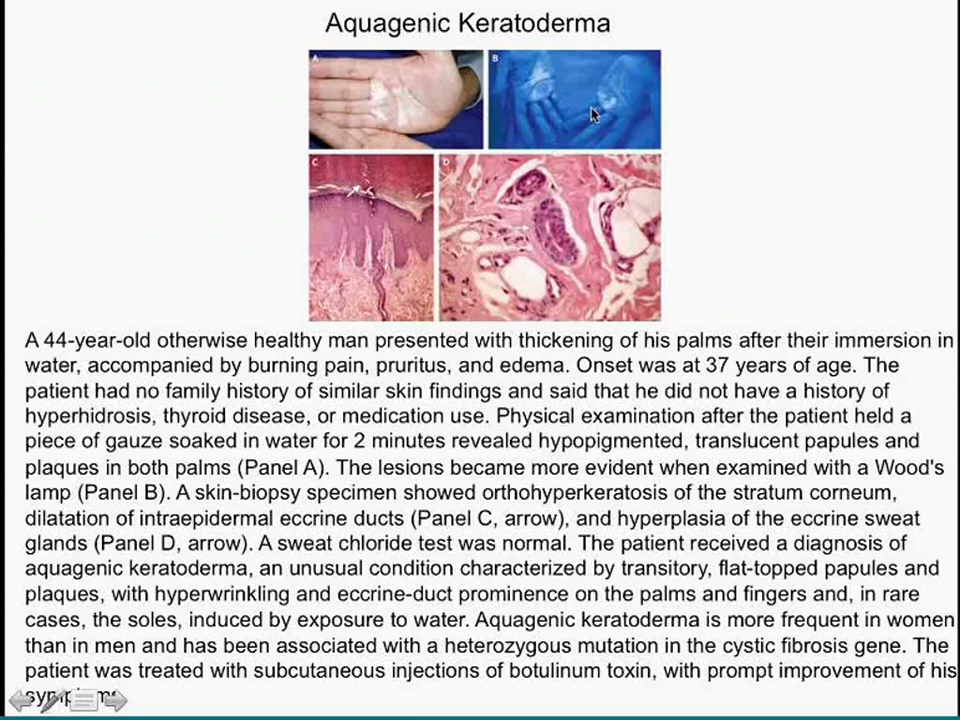 Aquagenic Keratoderma
A B
C D
A 44-year-old otherwise healthy man presented with thickening of his palms after their immersion in
water, accompanied by burning pain, pruritus, and edema. Onset was at 37 years of age. The
patient had no family history of similar skin findings and said that he did not have a history of
hyperhidrosis, thyroid disease, or medication use. Physical examination after the patient held a
piece of gauze soaked in water for 2 minutes revealed hypopigmented, translucent papules and
plaques in both palms (Panel A). The lesions became more evident when examined with a Wood's
lamp (Panel B). A skin-biopsy specimen showed orthohyperkeratosis of the stratum corneum,
dilatation of intraepidermal eccrine ducts (Panel C, arrow), and hyperplasia of the eccrine sweat
glands (Panel D, arrow). A sweat chloride test was normal. The patient received a diagnosis of
aquagenic keratoderma, an unusual condition characterized by transitory, flat-topped papules and
plaques, with hyperwrinkling and eccrine-duct prominence on the palms and fingers and, in rare
cases, the soles, induced by exposure to water. Aquagenic keratoderma is more frequent in women
than in men and has been associated with a heterozygous mutation in the cystic fibrosis gene. The
patient was treated with subcutaneous injections of botulinum toxin, with prompt improvement of his